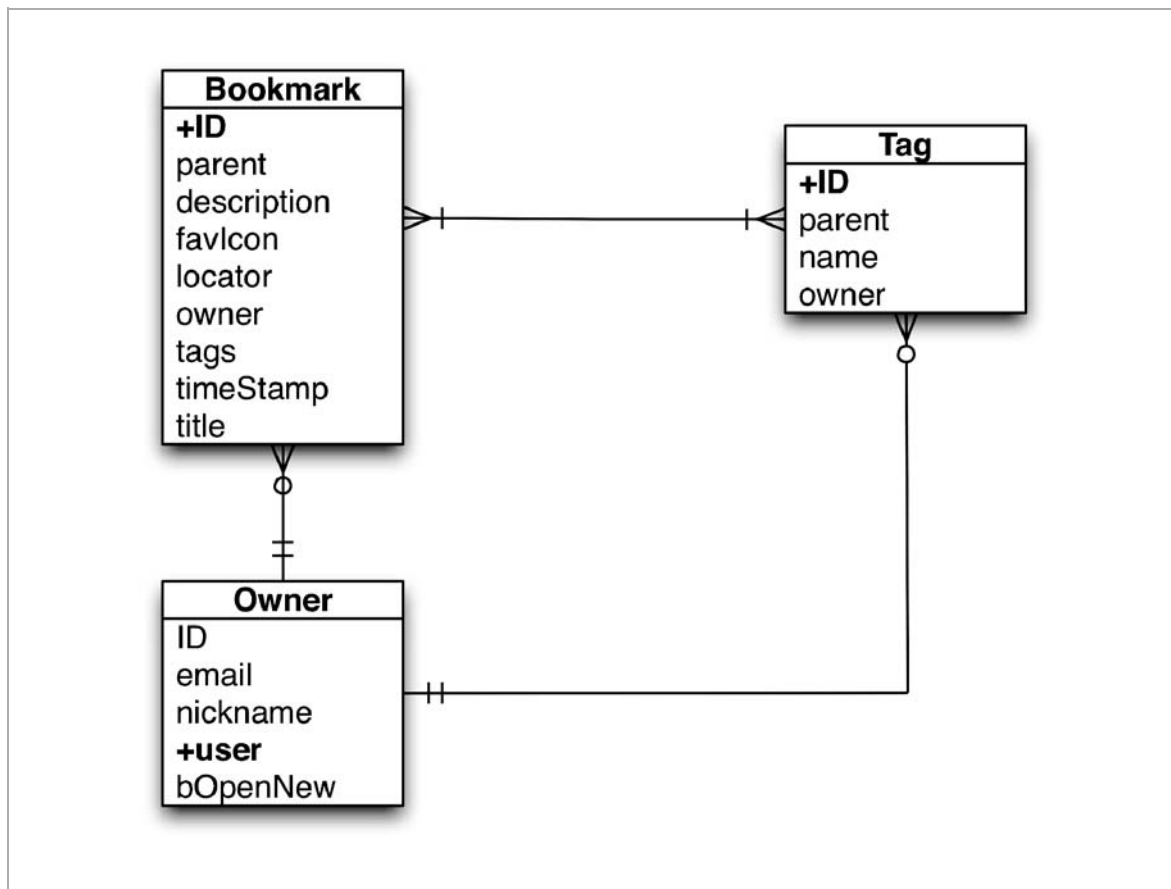 Bookmark
+ID
parent
description
favIcon
locator
owner
tags
timeStamp
title
Tag
+ID
parent
name
owner
Owner
ID
email
nickname
+user
bOpenNew